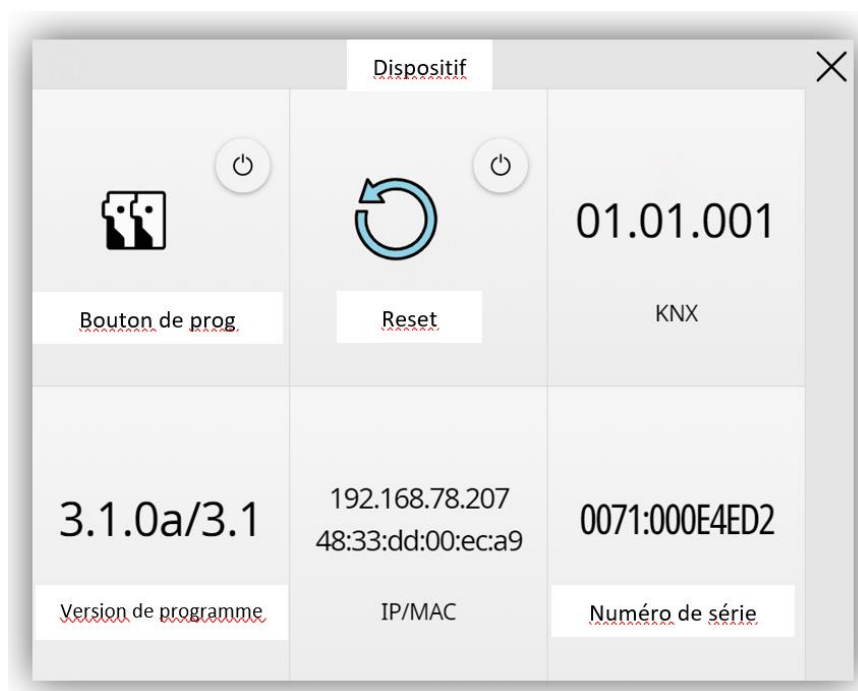 Dispositif
Bouton de prog
Reset
01.01.001
KNX
3.1.0a/3.1
Version de programme
192.168.78.207
48:33:dd:00:ec:a9
IP/MAC
0071:000E4ED2
Numéro de série